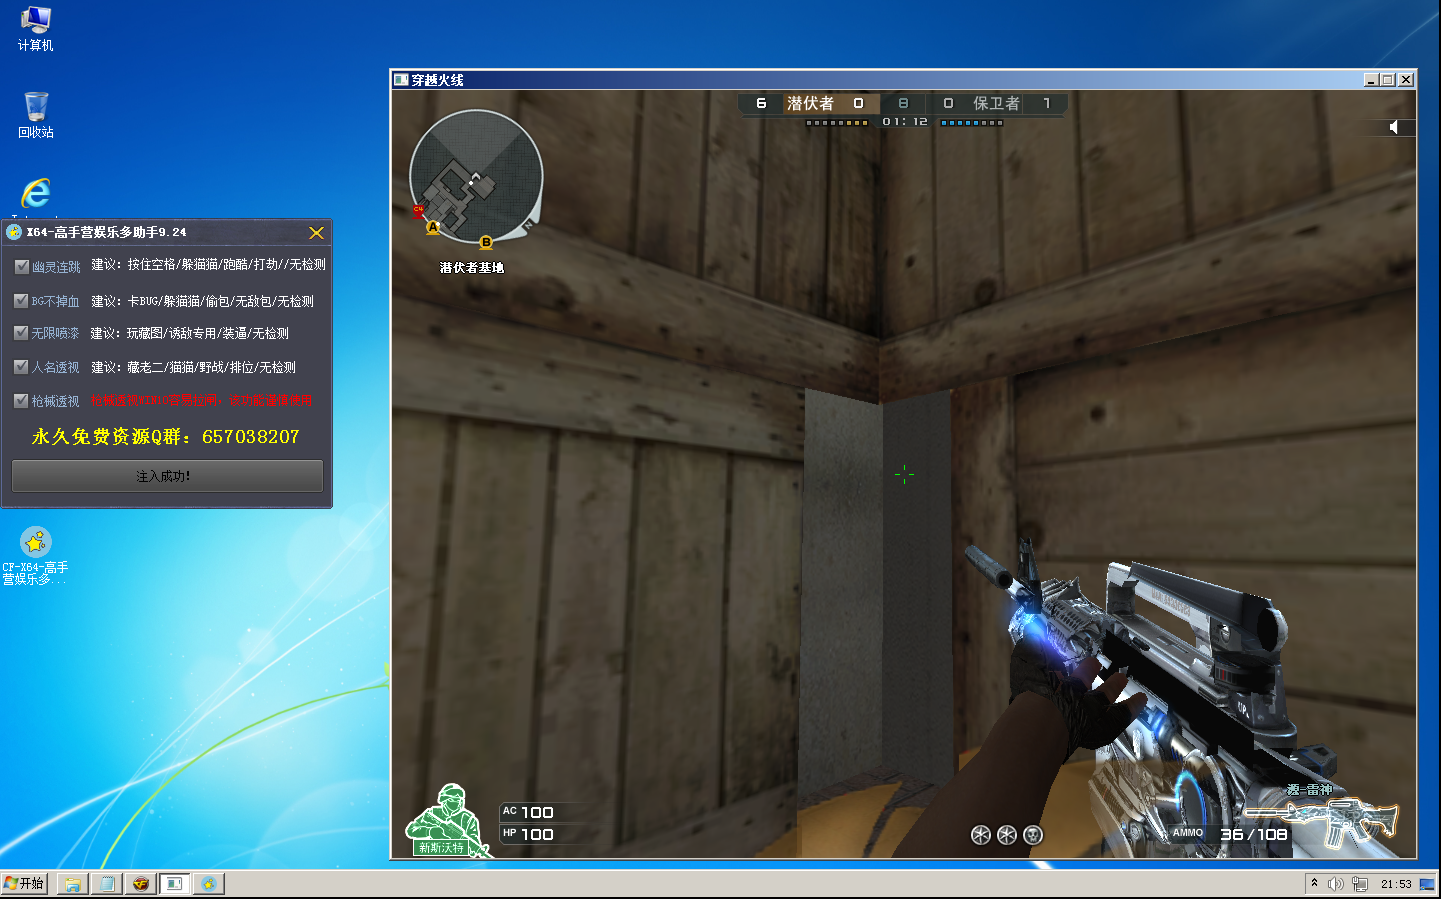 计算机
回收站
X64-高手营娱乐多助手9.24
幽灵连跳 建议：按住空格/躲猫猫/跑酷/打劫//无检测
BG不掉血 建议：卡BUG/躲猫猫/偷包/无敌包/无检测
无限喷漆 建议：玩藏图/诱敌专用/装逼/无检测
人名透视 建议：藏老二/猫猫/野战/排位/无检测
枪械透视
永久免费资源Q群：657038207
注入成功!
CF-X64-高手
营娱乐多...
穿越火线
6 潜伏者 0 8 0 保卫者 1
01:12
N
C4
A
B
潜伏者基地
新斯沃特
AC 100
HP 100
源-雷神
AMMO 36/108
开始
21:53